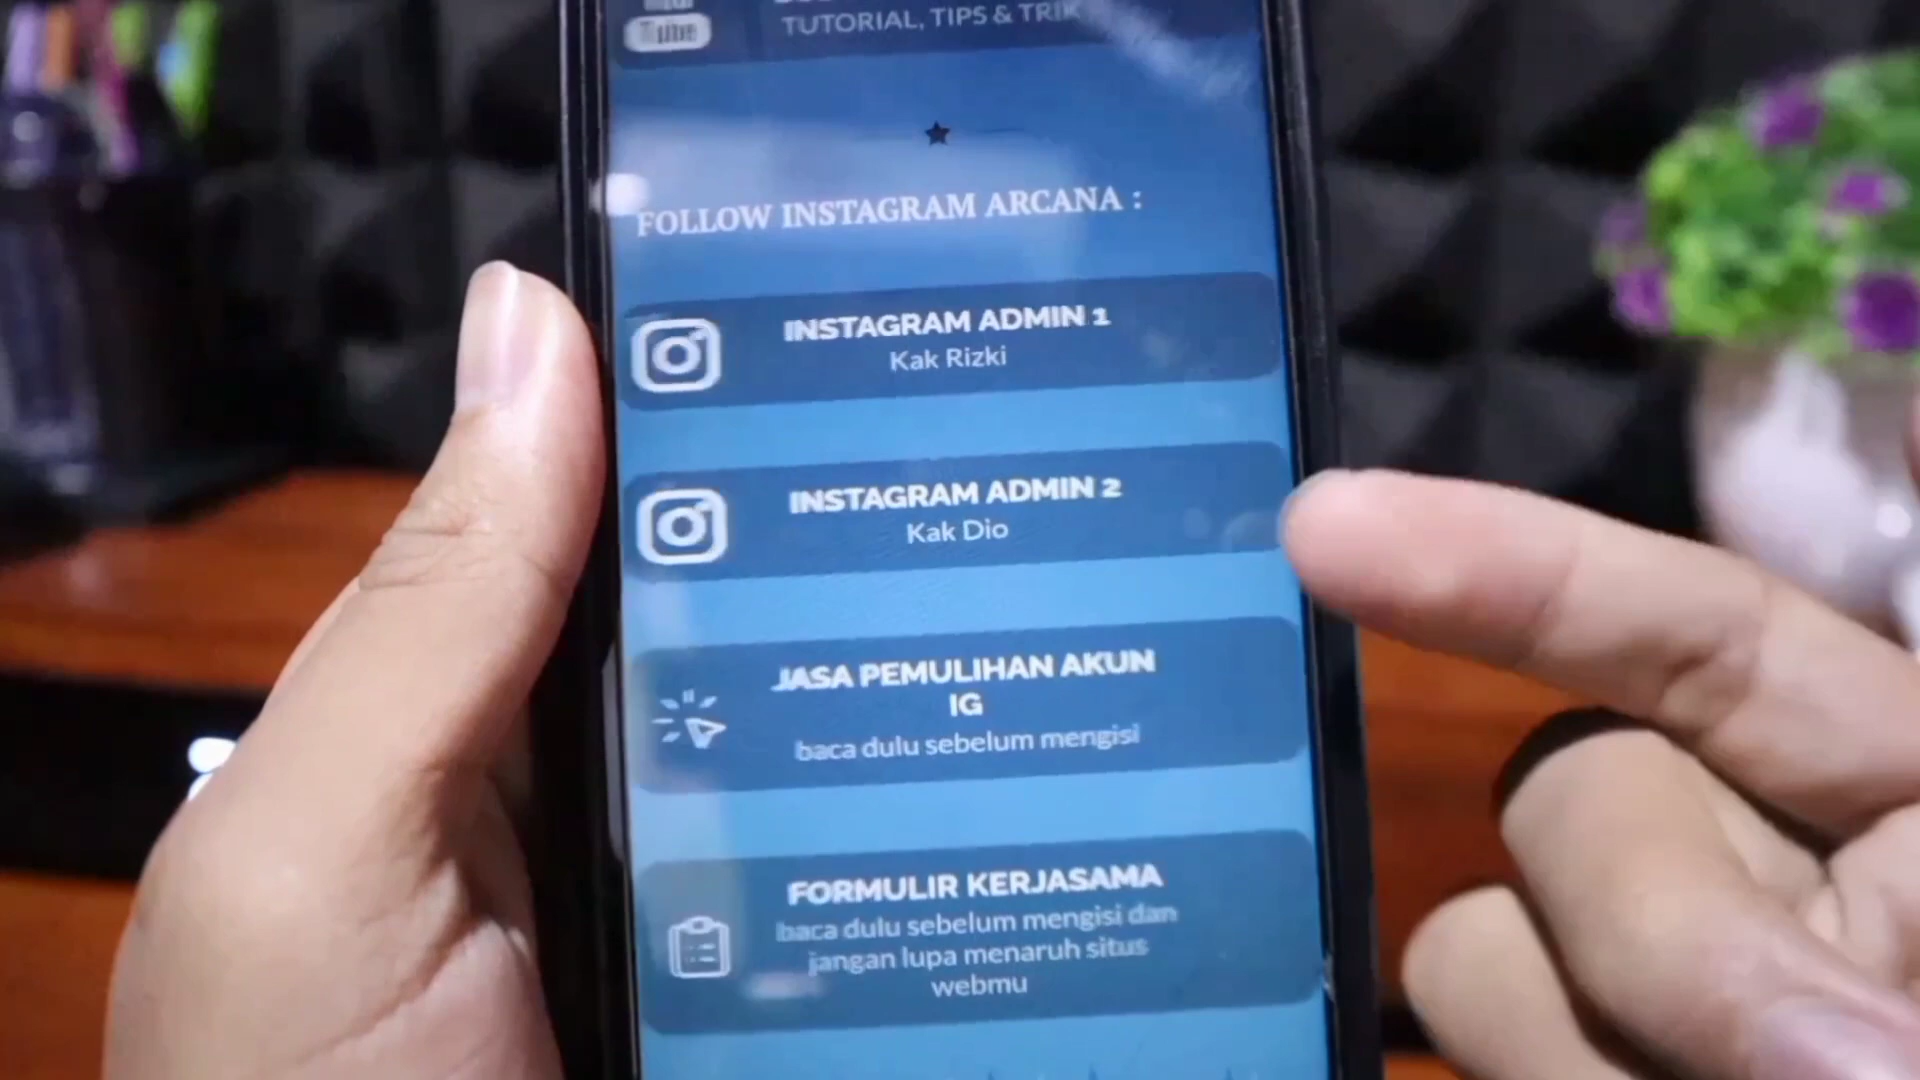 Tube
TUTORIAL, TIPS & TRIK
FOLLOW INSTAGRAM ARCANA :
INSTAGRAM ADMIN 1
Kak Rizki
INSTAGRAM ADMIN 2
Kak Dio
JASA PEMULIHAN AKUN
IG
baca dulu sebelum mengisi
FORMULIR KERJASAMA
baca dulu sebelum mengisi dan
jangan lupa menaruh situs
webmu